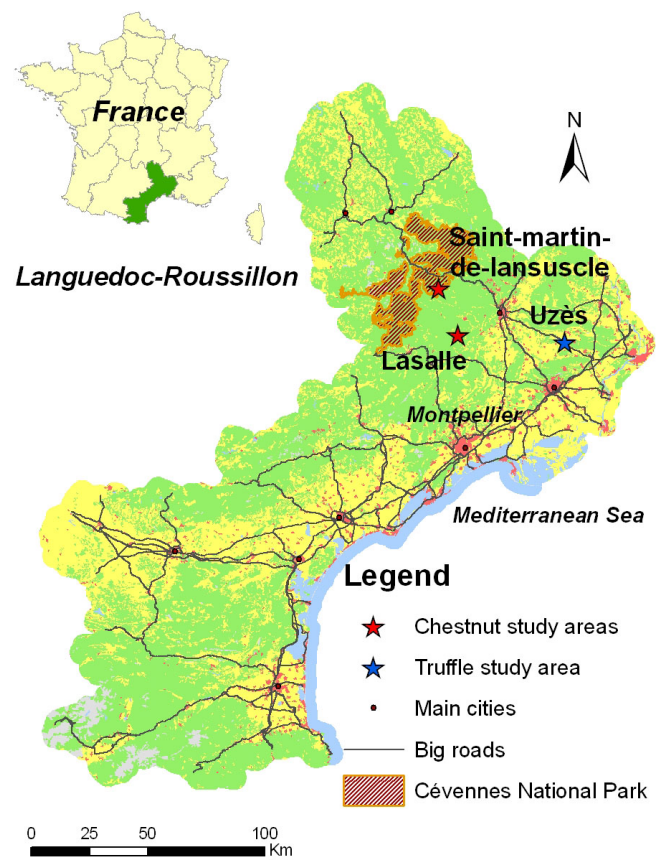 France
N
Languedoc-Roussillon
Saint-martin-
de-lansuscle
Uzès
Lasalle
Montpellier
Mediterranean Sea
Legend
Chestnut study areas
Truffle study area
Main cities
Big roads
Cévennes National Park
0 25 50 100
Km